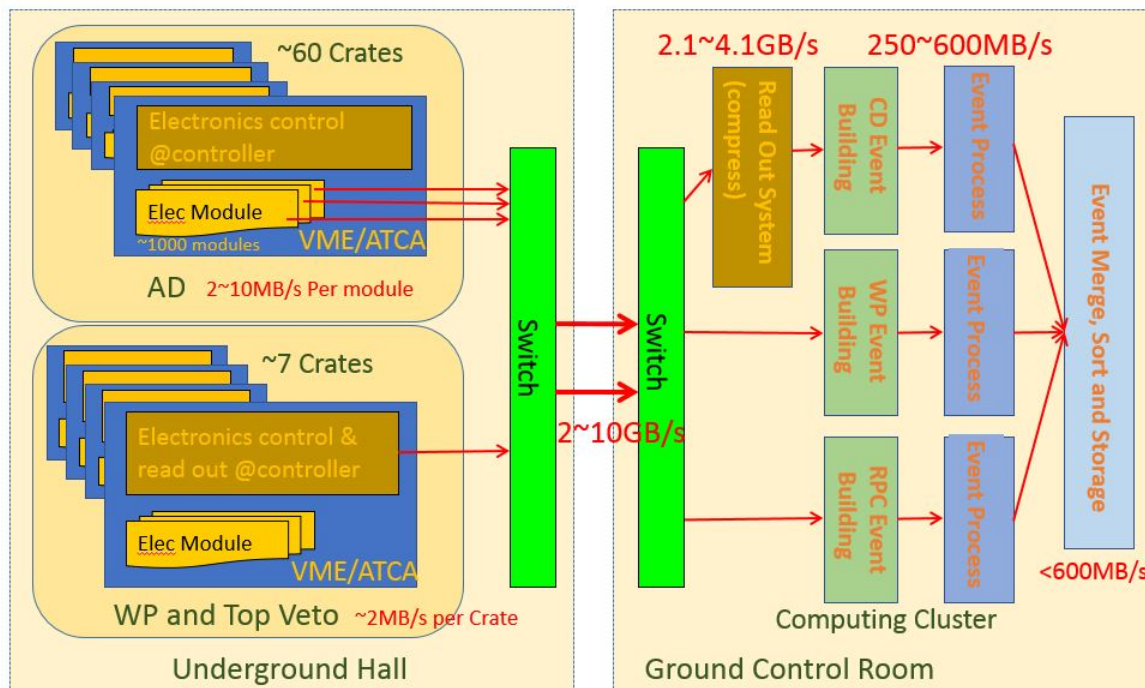 ~60 Crates
Electronics control
@controller
Elec Module
~1000 modules
VME/ATCA
AD
2~10MB/s Per module
~7 Crates
Electronics control &
read out @controller
Elec Module
VME/ATCA
WP and Top Veto
~2MB/s per Crate
Underground Hall
Switch
Switch
2~10GB/s
2.1~4.1GB/s
250~600MB/s
Read Out System
(compress)
CD Event
Building
Event Process
WP Event
Building
Event Process
RPC Event
Building
Event Process
Event Merge, Sort and Storage
<600MB/s
Computing Cluster
Ground Control Room